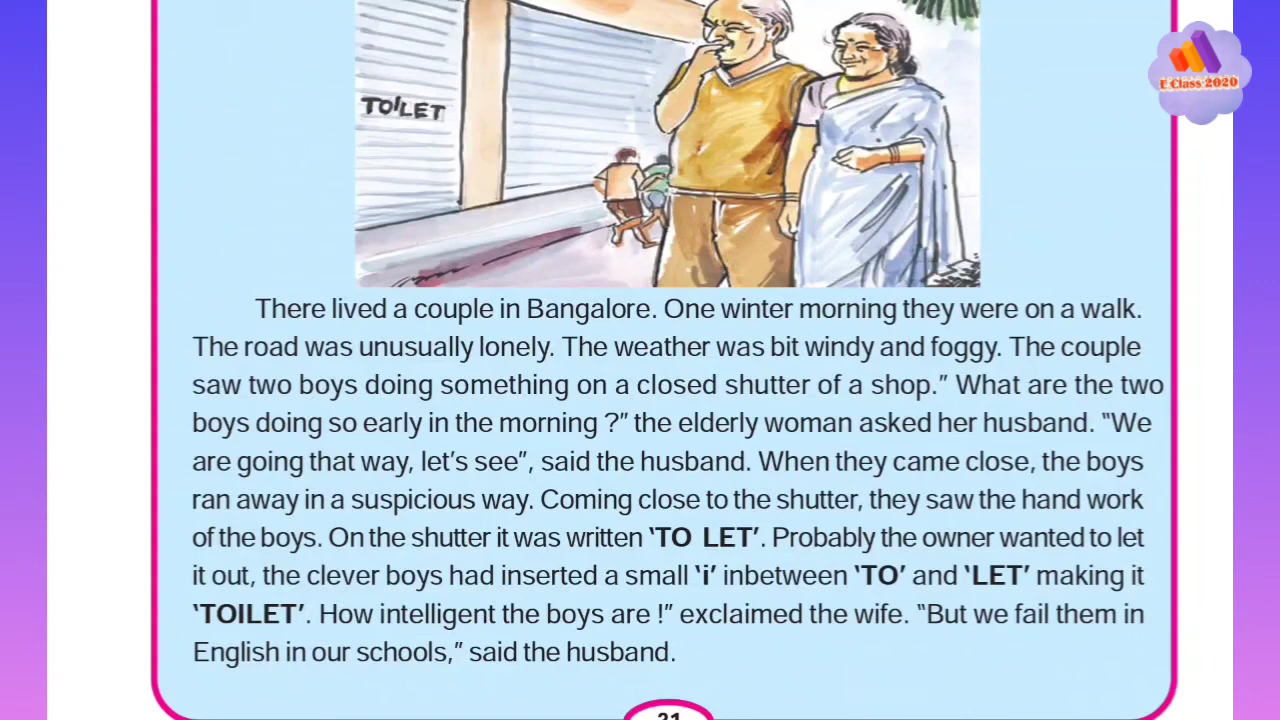 TOiLET
E Class 2020
There lived a couple in Bangalore. One winter morning they were on a walk.
The road was unusually lonely. The weather was bit windy and foggy. The couple
saw two boys doing something on a closed shutter of a shop.” What are the two
boys doing so early in the morning ?” the elderly woman asked her husband. “We
are going that way, let’s see”, said the husband. When they came close, the boys
ran away in a suspicious way. Coming close to the shutter, they saw the hand work
of the boys. On the shutter it was written ‘TO LET’. Probably the owner wanted to let
it out, the clever boys had inserted a small ‘i’ inbetween ‘TO’ and ‘LET’ making it
‘TOILET’. How intelligent the boys are !” exclaimed the wife. “But we fail them in
English in our schools,” said the husband.
31